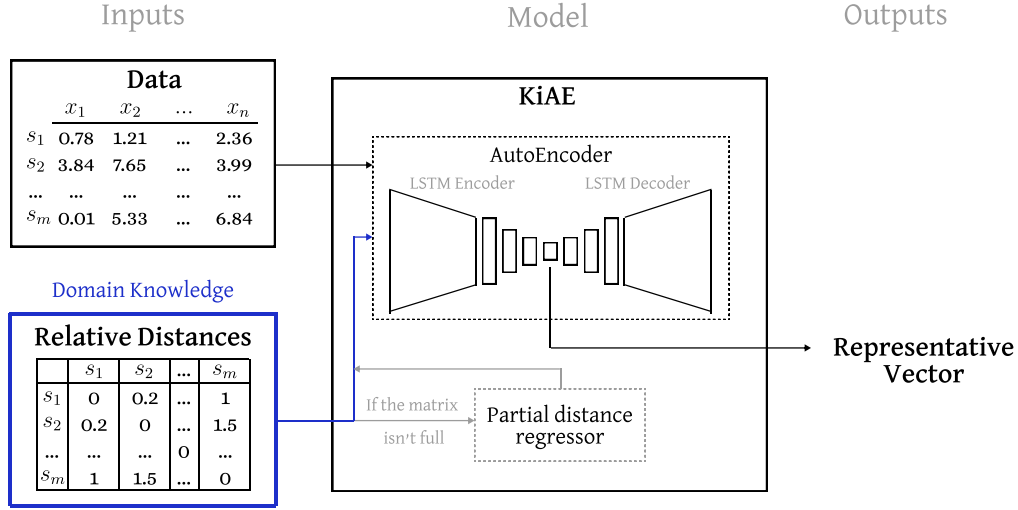 Inputs
Model
Outputs
Data
x1 x2 ... xn
s1 0.78 1.21 ... 2.36
s2 3.84 7.65 ... 3.99
... ... ... ...
sm 0.01 5.33 ... 6.84
Domain Knowledge
Relative Distances
s1 s2 ... sm
s1 0 0.2 ... 1
s2 0.2 0 ... 1.5
... ... ... 0 ...
sm 1 1.5 ... 0
KiAE
AutoEncoder
LSTM Encoder
LSTM Decoder
If the matrix
isn't full
Partial distance
regressor
Representative
Vector